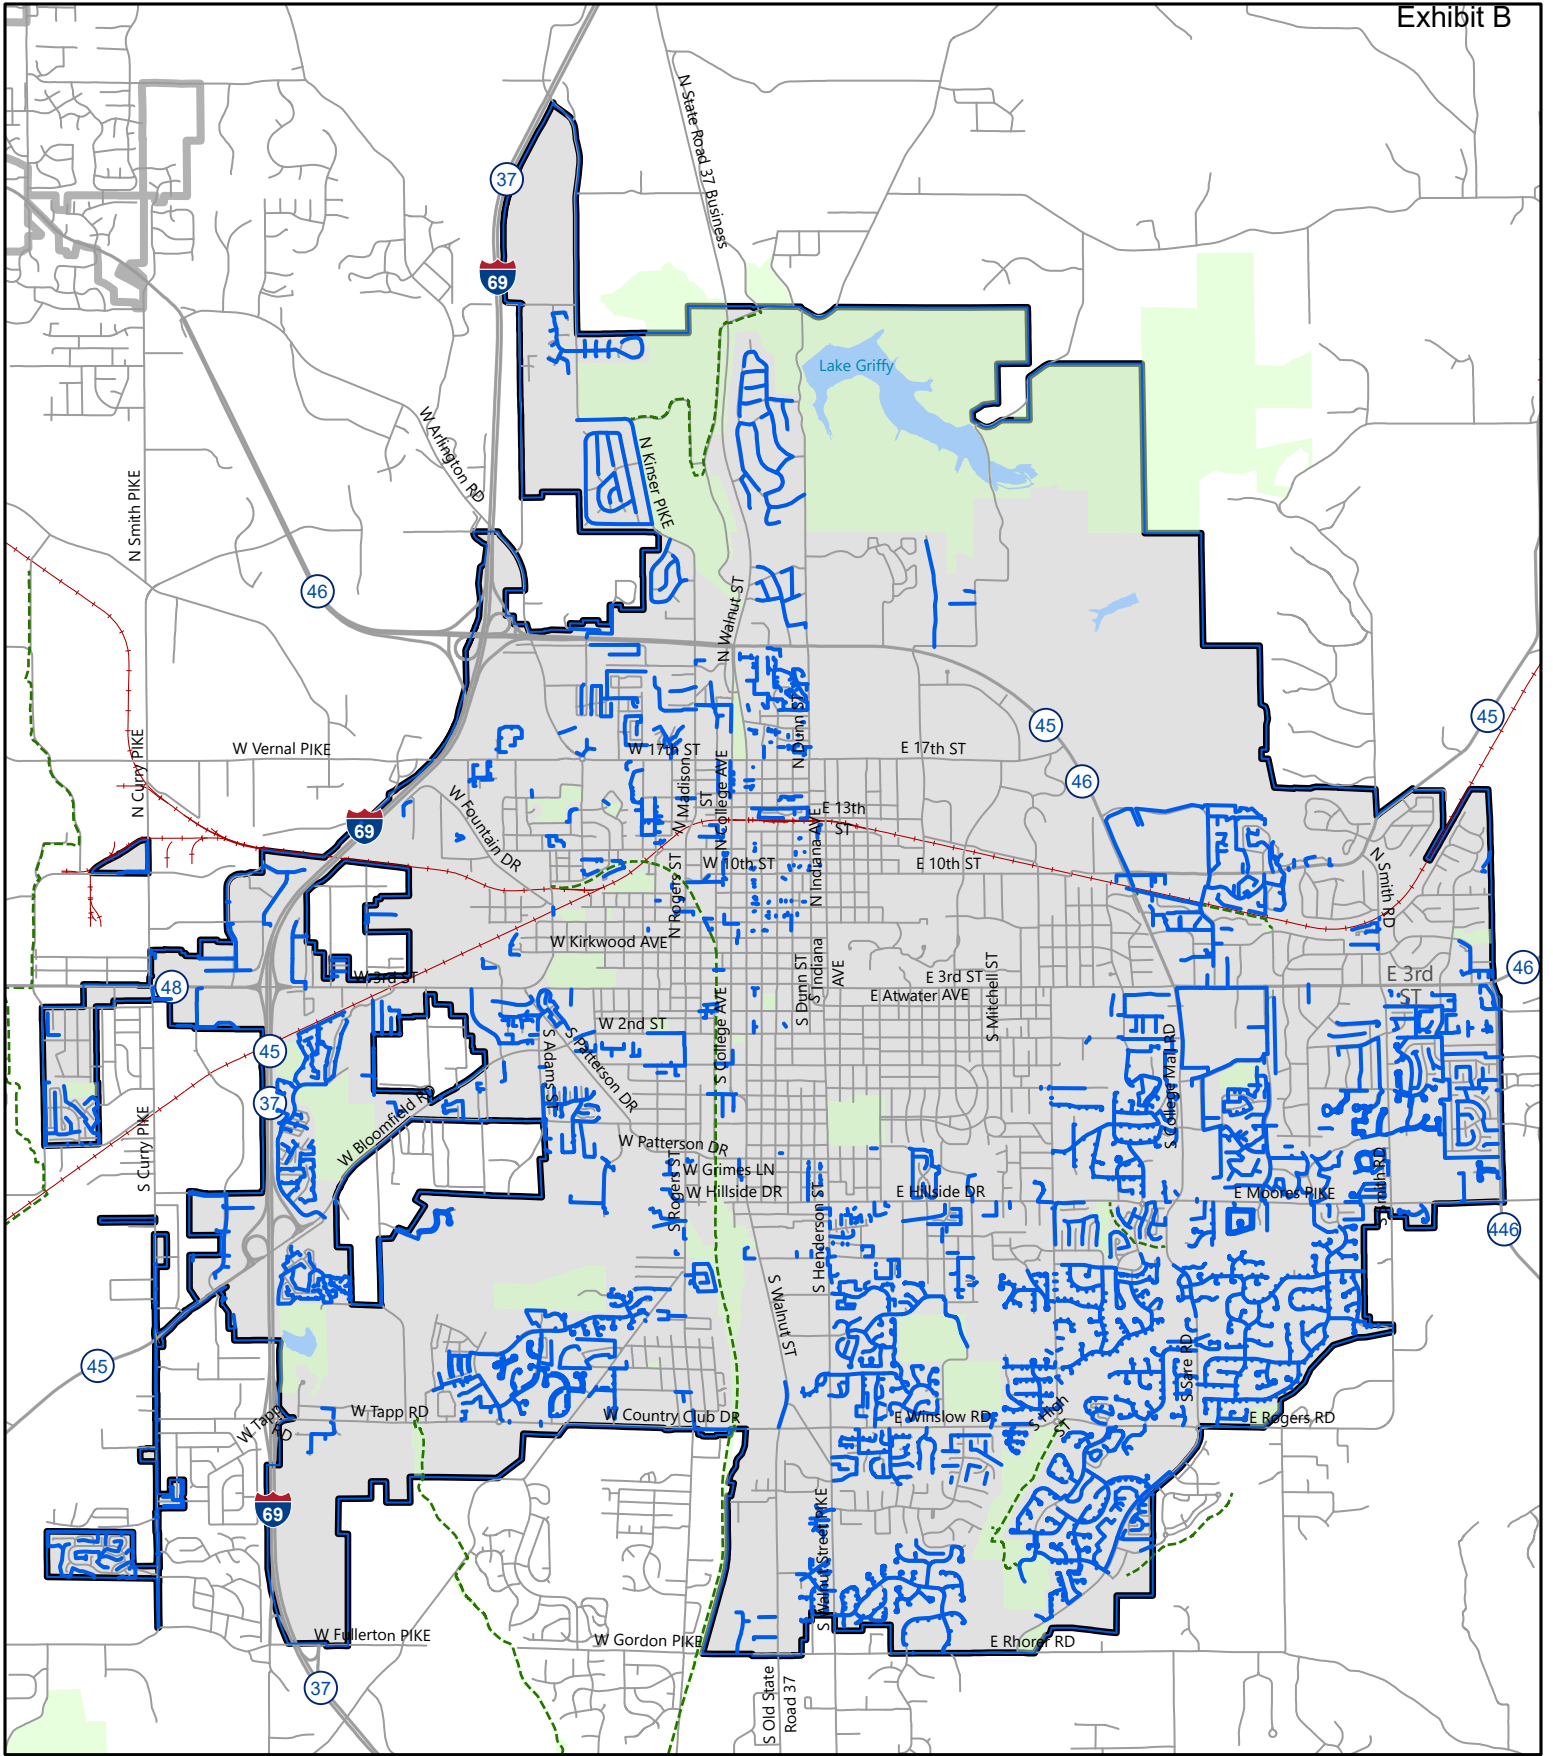 Exhibit B
N State Road 37 Business
37
69
Lake Griffy
W Arlington RD
N Kinser PIKE
N Smith PIKE
46
N Walnut ST
45
45
N Dunn ST
W Vernal PIKE
W 17th ST
E 17th ST
N Curry PIKE
46
N Madison
ST
N College AVE
W Fountain DR
69
E 13th
ST
N Indiana AVE
W 10th ST
E 10th ST
N Smith RD
N Rogers ST
W Kirkwood AVE
W 3rd ST
E 3rd ST
E 3rd
ST
46
48
S Dunn ST
S Indiana
AVE
E Atwater AVE
S Mitchell ST
W 2nd ST
S College AVE
45
S Adams ST
S Patterson DR
S College Mall RD
37
W Bloomfield RD
S Curry PIKE
W Patterson DR
W Grimes LN
W Hillside DR
E Hillside DR
E Moores PIKE
S Rogers ST
S Henderson ST
S Smith RD
446
S Walnut ST
45
S Sare RD
W Tapp
RD
W Tapp RD
W Country Club DR
E Winslow RD
S High
ST
E Rogers RD
69
S Walnut Street PIKE
W Fullerton PIKE
W Gordon PIKE
E Rhorer RD
37
S Old State
Road 37